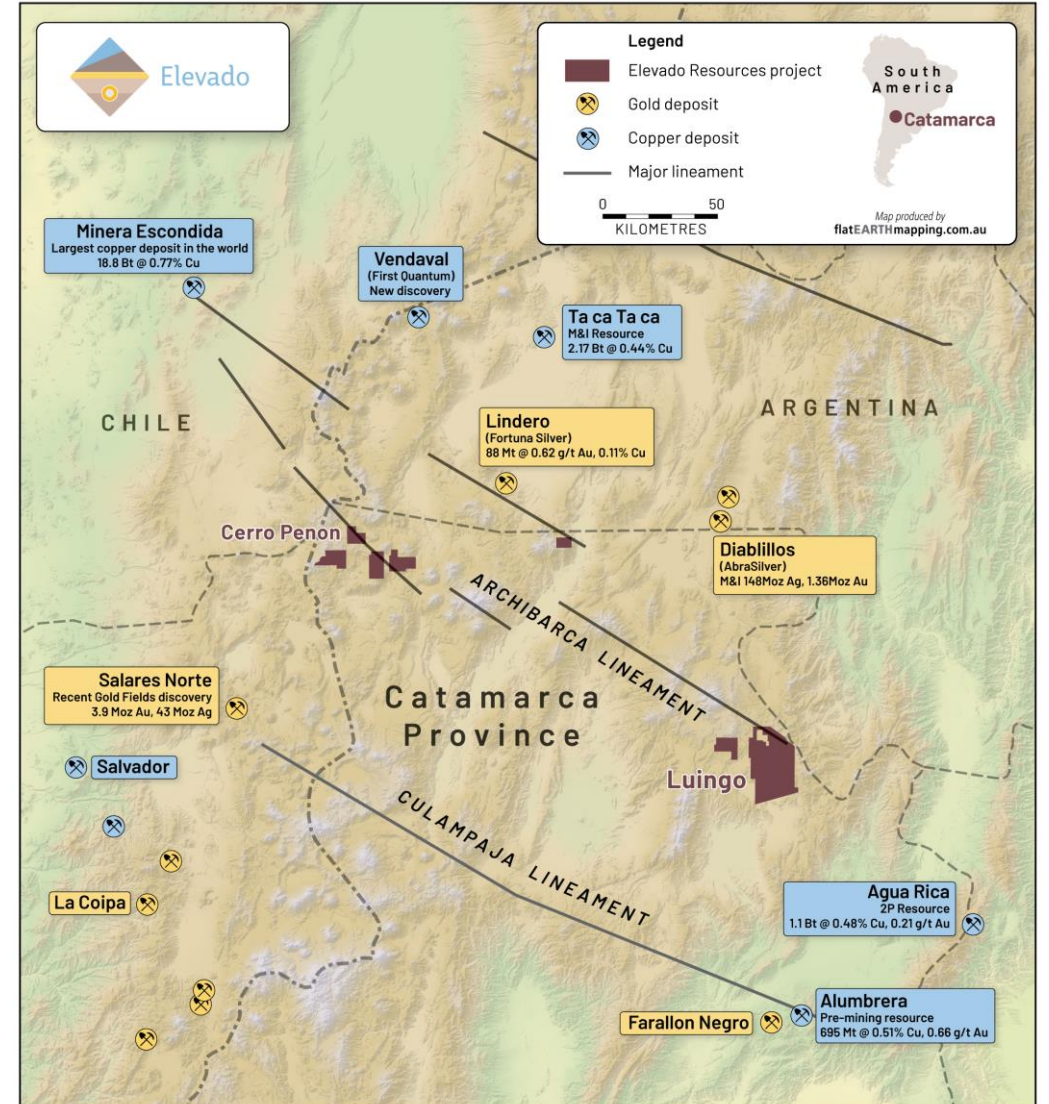 Elevado
Legend
Elevado Resources project
Gold deposit
Copper deposit
Major lineament
0 50
KILOMETRES
South
America
Catamarca
Map produced by
flatEARTHmapping.com.au
Minera Escondida
Largest copper deposit in the world
18.8 Bt @ 0.77% Cu
Vendaval
(First Quantum)
New discovery
Ta ca Ta ca
M&I Resource
2.17 Bt @ 0.44% Cu
CHILE
ARGENTINA
Lindero
(Fortuna Silver)
88 Mt @ 0.62 g/t Au, 0.11% Cu
Cerro Penon
Diablillos
(AbraSilver)
M&I 148Moz Ag, 1.36Moz Au
ARCHIBARCA LINEAMENT
Salares Norte
Recent Gold Fields discovery
3.9 Moz Au, 43 Moz Ag
Catamarca
Province
Salvador
Luingo
CULAMPAJA LINEAMENT
La Coipa
Agua Rica
2P Resource
1.1 Bt @ 0.48% Cu, 0.21 g/t Au
Farallon Negro
Alumbrera
Pre-mining resource
695 Mt @ 0.51% Cu, 0.66 g/t Au